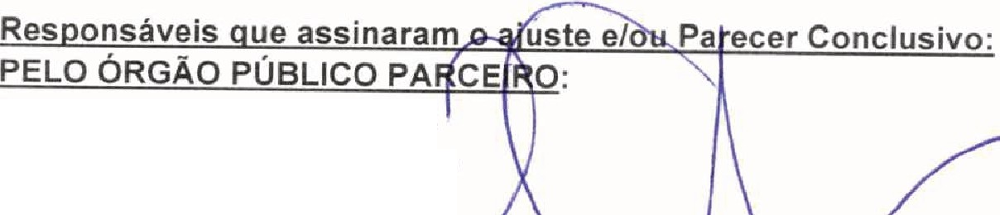 Responsáveis que assinaram o ajuste e/ou Parecer Conclusivo:
PELO ÓRGÃO PÚBLICO PARCEIRO: